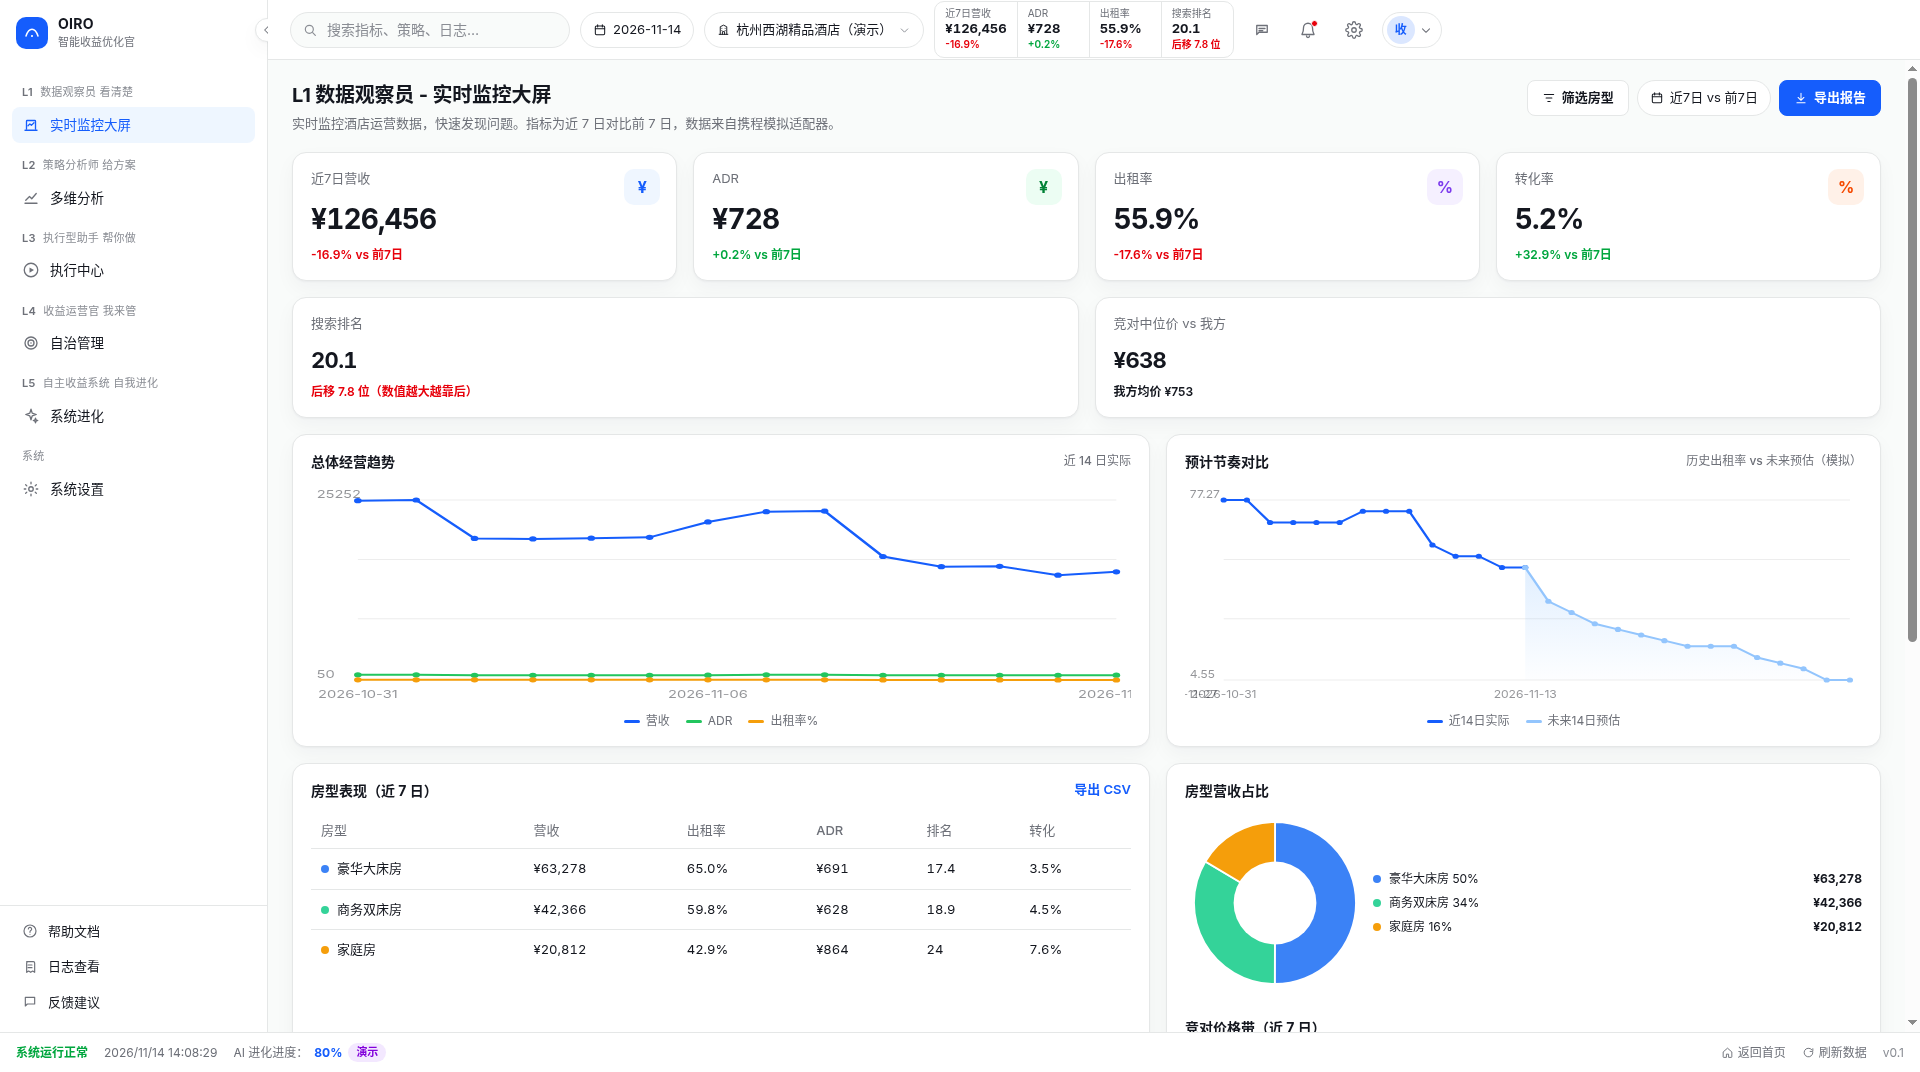 OIRO
智能收益优化官
搜索指标、策略、日志...
2026-11-14
杭州西湖精品酒店（演示）
近7日营收
¥126,456
-16.9%
ADR
¥728
+0.2%
出租率
55.9%
-17.6%
搜索排名
20.1
后移 7.8 位
收
L1 数据观察员 看清楚
实时监控大屏
L2 策略分析师 给方案
多维分析
L3 执行型助手 帮你做
执行中心
L4 收益运营官 我来管
自治管理
L5 自主收益系统 自我进化
系统进化
系统
系统设置
帮助文档
日志查看
反馈建议
L1 数据观察员 - 实时监控大屏
实时监控酒店运营数据，快速发现问题。指标为近 7 日对比前 7 日，数据来自携程模拟适配器。
筛选房型
近7日 vs 前7日
导出报告
近7日营收
¥
¥126,456
-16.9% vs 前7日
ADR
¥
¥728
+0.2% vs 前7日
出租率
%
55.9%
-17.6% vs 前7日
转化率
%
5.2%
+32.9% vs 前7日
搜索排名
20.1
后移 7.8 位（数值越大越靠后）
竞对中位价 vs 我方
¥638
我方均价 ¥753
总体经营趋势
近 14 日实际
25252
50
2026-10-31
2026-11-06
2026-11
营收
ADR
出租率%
预计节奏对比
历史出租率 vs 未来预估（模拟）
77.27
4.55
2026-10-31
2026-11-13
近14日实际
未来14日预估
房型表现（近 7 日）
导出 CSV
房型 营收 出租率 ADR 排名 转化
豪华大床房 ¥63,278 65.0% ¥691 17.4 3.5%
商务双床房 ¥42,366 59.8% ¥628 18.9 4.5%
家庭房 ¥20,812 42.9% ¥864 24 7.6%
房型营收占比
豪华大床房 50% ¥63,278
商务双床房 34% ¥42,366
家庭房 16% ¥20,812
竞对价格带（近 7 日）
系统运行正常
2026/11/14 14:08:29
AI 进化进度： 80%
演示
返回首页
刷新数据
v0.1